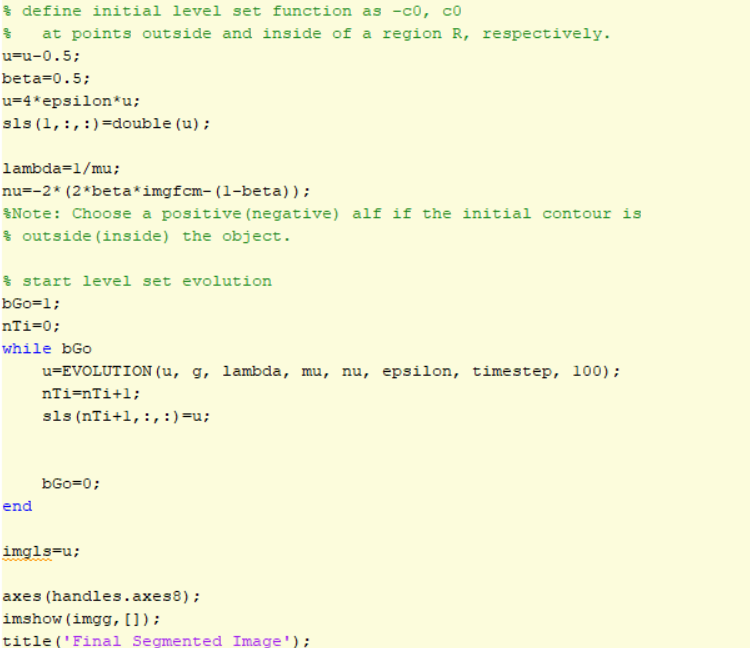 % define initial level set function as -c0, c0
%   at points outside and inside of a region R, respectively.
u=u-0.5;
beta=0.5;
u=4*epsilon*u;
sls(1,:,:)=double(u);
lambda=1/mu;
nu=-2*(2*beta*imgfcm-(1-beta));
%Note: Choose a positive(negative) alf if the initial contour is
% outside(inside) the object.
% start level set evolution
bGo=1;
nTi=0;
while bGo
    u=EVOLUTION(u, g, lambda, mu, nu, epsilon, timestep, 100);
    nTi=nTi+1;
    sls(nTi+1,:,:)=u;
    bGo=0;
end
imgls=u;
axes(handles.axes8);
imshow(imgg,[]);
title('Final Segmented Image');